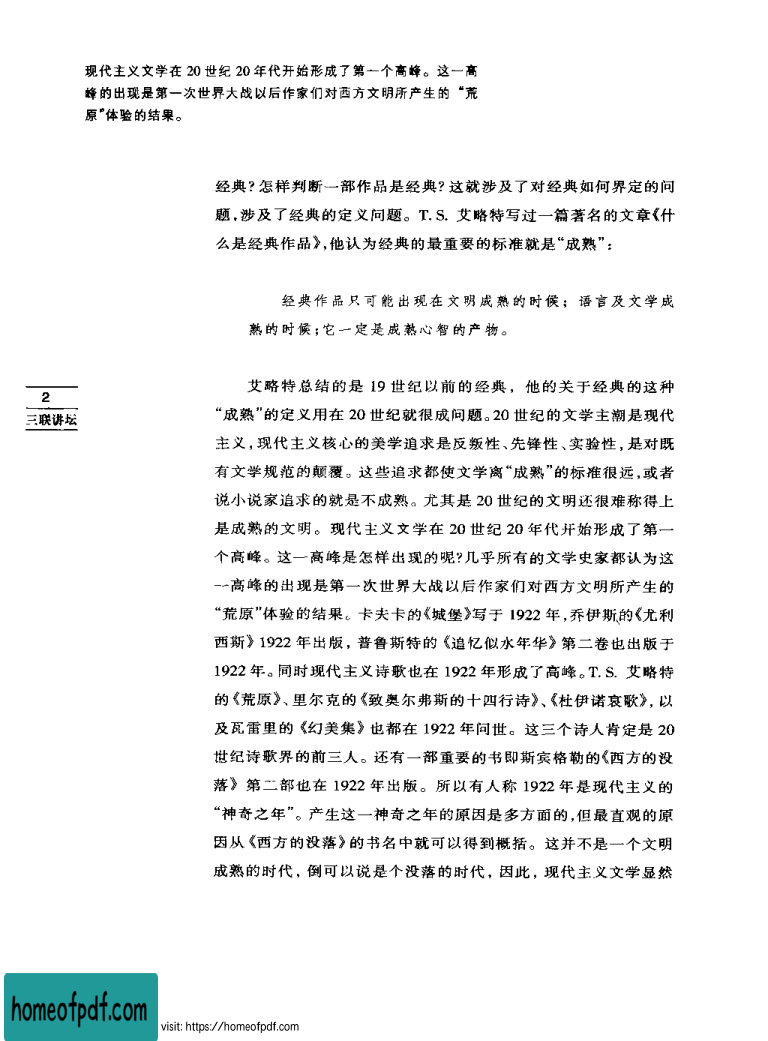 现代主义文学在 20 世纪 20 年代开始形成了第一个高峰。这一高
峰的出现是第一次世界大战以后作家们对西方文明所产生的“荒
原”体验的结果。
经典?怎样判断一部作品是经典?这就涉及了对经典如何界定的问
题,涉及了经典的定义问题。T. S. 艾略特写过一篇著名的文章《什
么是经典作品》,他认为经典的最重要的标准就是“成熟”:
经典作品只可能出现在文明成熟的时候; 语言及文学成
熟的时候;它一定是成熟心智的产物。
2
三联讲坛
艾略特总结的是 19 世纪以前的经典, 他的关于经典的这种
“成熟”的定义用在 20 世纪就很成问题。20 世纪的文学主潮是现代
主义,现代主义核心的美学追求是反叛性、先锋性、实验性,是对既
有文学规范的颠覆。这些追求都使文学离“成熟”的标准很远,或者
说小说家追求的就是不成熟。尤其是 20 世纪的文明还很难称得上
是成熟的文明。现代主义文学在 20 世纪 20 年代开始形成了第一
个高峰。这一高峰是怎样出现的呢?几乎所有的文学史家都认为这
一高峰的出现是第一次世界大战以后作家们对西方文明所产生的
“荒原”体验的结果。卡夫卡的《城堡》写于 1922 年,乔伊斯的《尤利
西斯》1922 年出版, 普鲁斯特的《追忆似水年华》第二卷也出版于
1922 年。同时现代主义诗歌也在 1922 年形成了高峰。T. S. 艾略特
的《荒原》、里尔克的《致奥尔弗斯的十四行诗》、《杜伊诺哀歌》, 以
及瓦雷里的《幻美集》也都在 1922 年问世。这三个诗人肯定是 20
世纪诗歌界的前三人。还有一部重要的书即斯宾格勒的《西方的没
落》第二部也在 1922 年出版。所以有人称 1922 年是现代主义的
“神奇之年”。产生这一神奇之年的原因是多方面的,但最直观的原
因从《西方的没落》的书名中就可以得到概括。这并不是一个文明
成熟的时代, 倒可以说是个没落的时代, 因此, 现代主义文学显然
homeofpdf.com
visit: https://homeofpdf.com